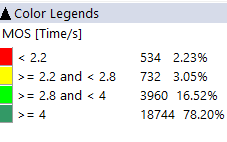 Color Legends
MOS [Time/s]
< 2.2 534 2.23%
>= 2.2 and < 2.8 732 3.05%
>= 2.8 and < 4 3960 16.52%
>= 4 18744 78.20%